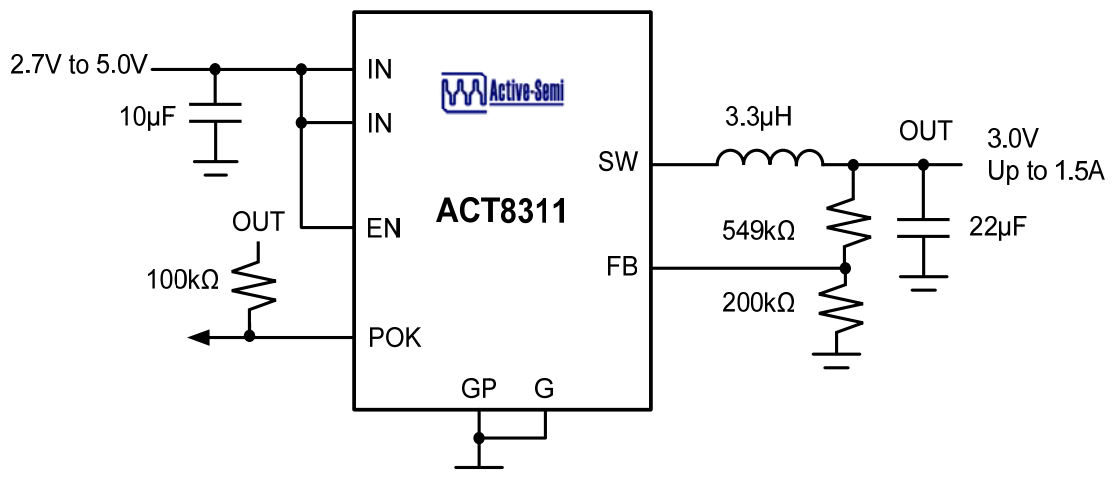 2.7V to 5.0V
10µF
IN
IN
EN
OUT
100kΩ
POK
Active-Semi
ACT8311
GP
G
SW
FB
3.3µH
OUT
3.0V
Up to 1.5A
549kΩ
22µF
200kΩ